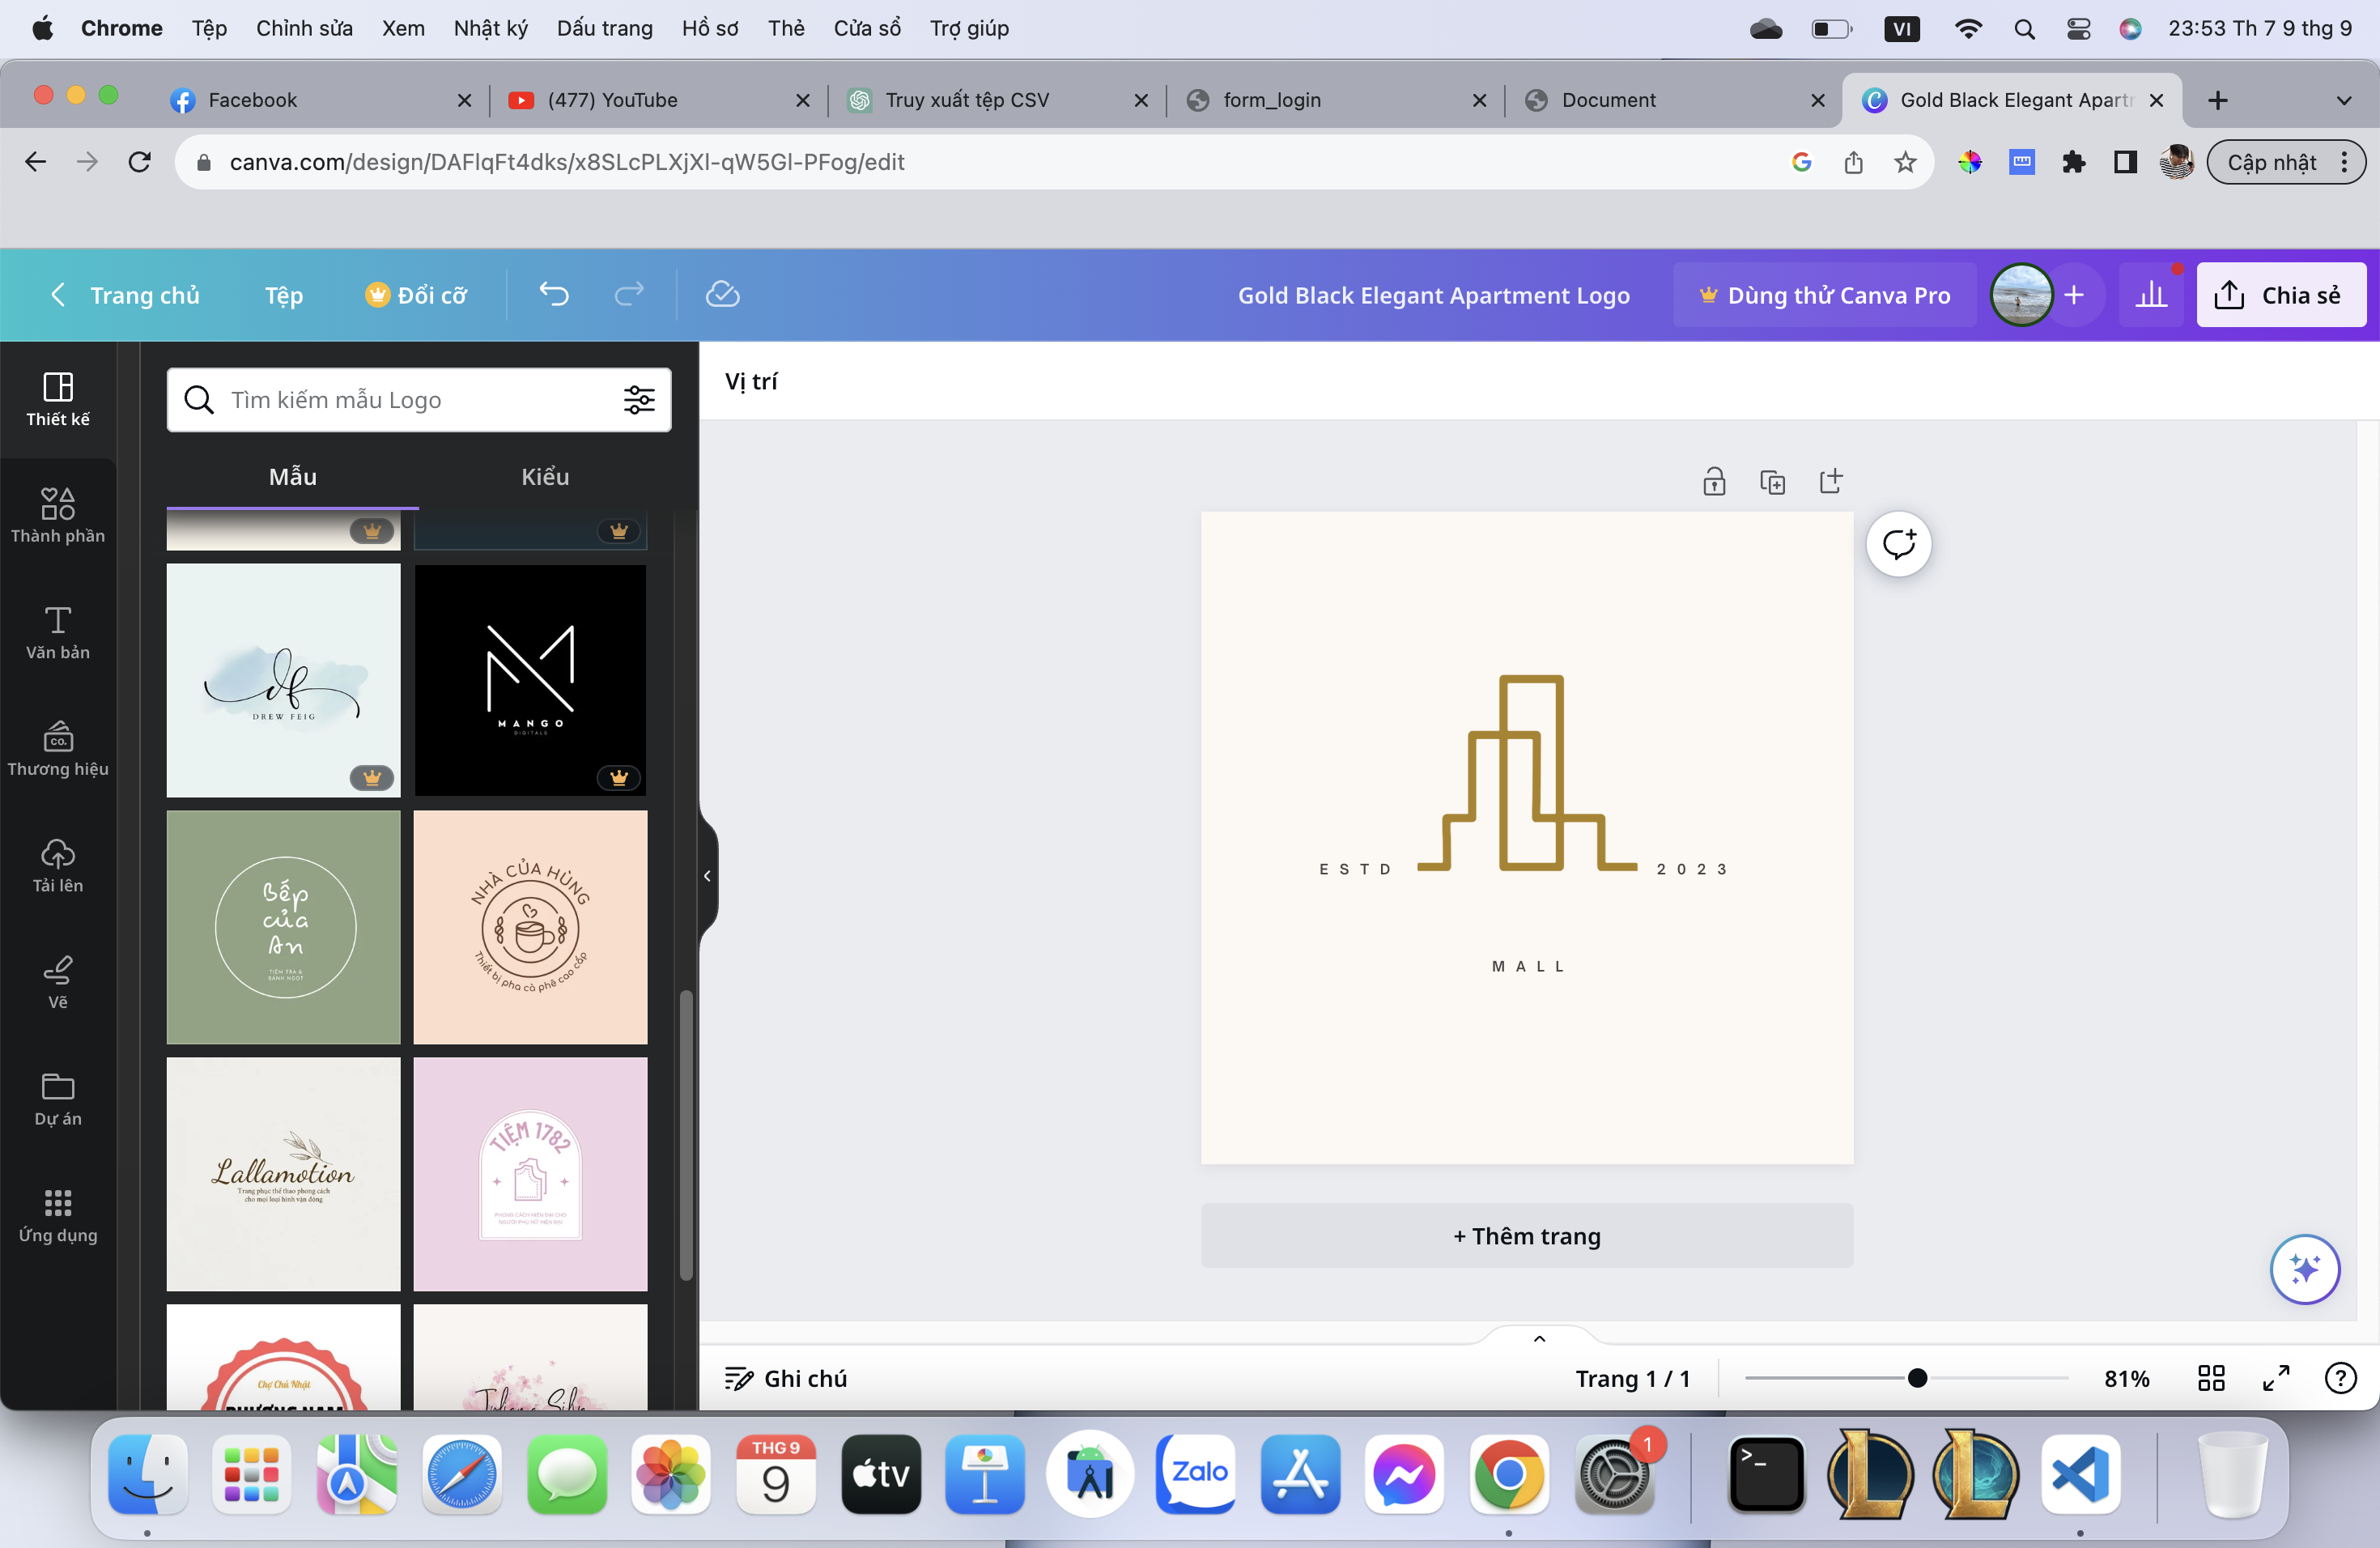 Chrome Tệp Chỉnh sửa Xem Nhật ký Dấu trang Hồ sơ Thẻ Cửa sổ Trợ giúp VI 23:53 Th 7 9 thg 9
Facebook (477) YouTube Truy xuất tệp CSV form_login Document Gold Black Elegant Apartr
canva.com/design/DAFlqFt4dks/x8SLcPLXjXl-qW5Gl-PFog/edit Cập nhật
Trang chủ Tệp Đổi cỡ Gold Black Elegant Apartment Logo Dùng thử Canva Pro Chia sẻ
Thiết kế
Thành phần
Văn bản
CO.
Thương hiệu
Tải lên
Vẽ
Dự án
Ứng dụng
Tìm kiếm mẫu Logo
Mẫu Kiểu
df
DREW FEIG
MANGO
DIGITALS
Bếp
của
An
TIỆM TRÀ &
BÁNH NGỌT
NHÀ CỦA HÙNG
Thiết bị pha cà phê cao cấp
Lallamotion
Trang phục thể thao phong cách
cho mọi loại hình vận động
TIỆM 1782
PHONG CÁCH HIỆN ĐẠI CHO
NGƯỜI PHỤ NỮ HIỆN ĐẠI
Chợ Chủ Nhật
PHƯƠNG NAM
Vị trí
ESTD 2023
MALL
+ Thêm trang
Ghi chú Trang 1 / 1 81%
THG 9
9
tv
Zalo
1
>_